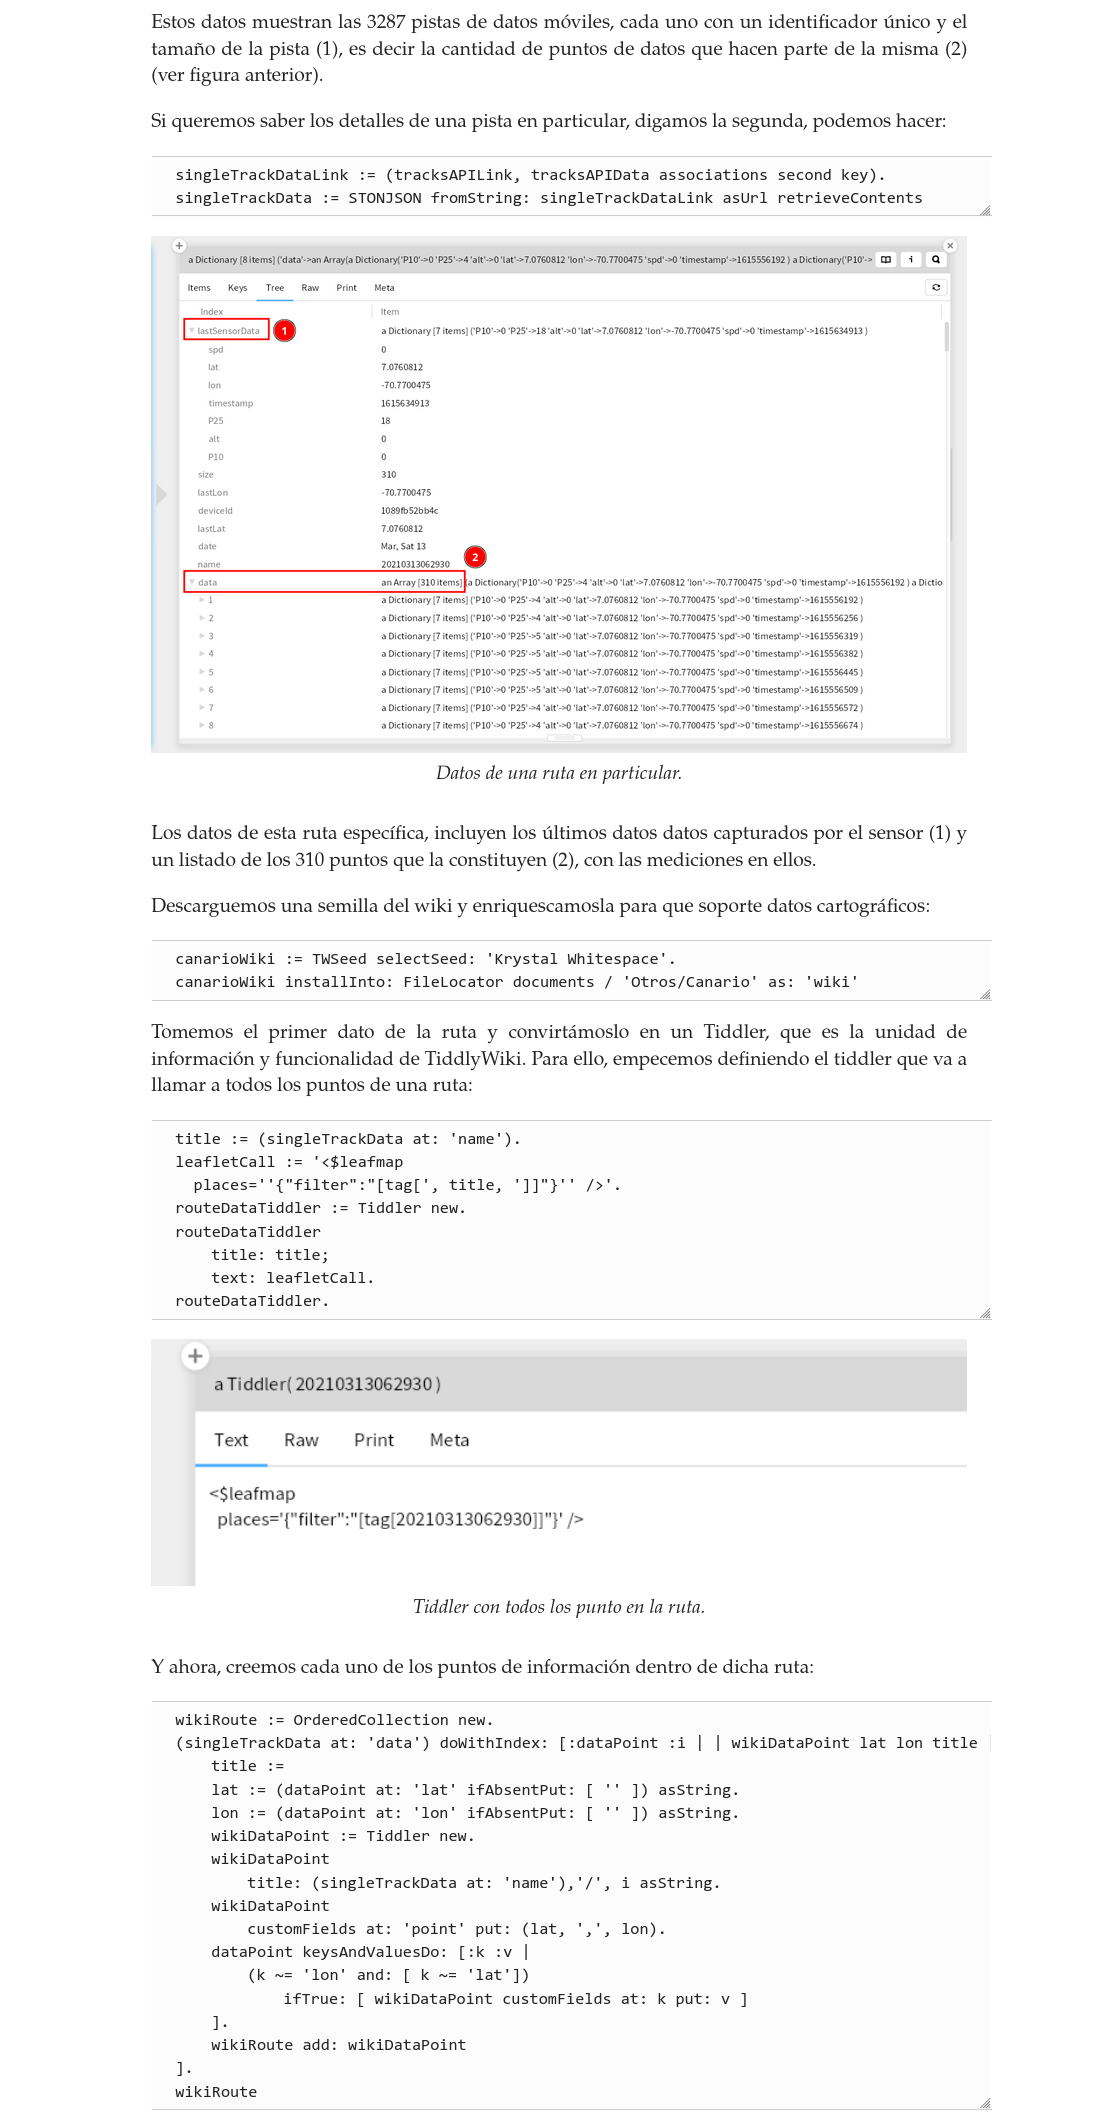 Estos datos muestran las 3287 pistas de datos móviles, cada uno con un identificador único y el
tamaño de la pista (1), es decir la cantidad de puntos de datos que hacen parte de la misma (2)
(ver figura anterior).
Si queremos saber los detalles de una pista en particular, digamos la segunda, podemos hacer:
singleTrackDataLink := (tracksAPILink, tracksAPIData associations second key).
singleTrackData := STONJSON fromString: singleTrackDataLink asUrl retrieveContents
a Dictionary [8 items] ('data'->an Array(a Dictionary('P10'->0 'P25'->4 'alt'->0 'lat'->7.0760812 'lon'->-70.7700475 'spd'->0 'timestamp'->1615556192 ) a Dictionary('P10'->
Items Keys Tree Raw Print Meta
Index Item
lastSensorData a Dictionary [7 items] ('P10'->0 'P25'->18 'alt'->0 'lat'->7.0760812 'lon'->-70.7700475 'spd'->0 'timestamp'->1615634913 )
1
spd 0
lat 7.0760812
lon -70.7700475
timestamp 1615634913
P25 18
alt 0
P10 0
size 310
lastLon -70.7700475
deviceId 1089fb52bb4c
lastLat 7.0760812
date Mar, Sat 13
name 20210313062930
2
data an Array [310 items] (a Dictionary('P10'->0 'P25'->4 'alt'->0 'lat'->7.0760812 'lon'->-70.7700475 'spd'->0 'timestamp'->1615556192 ) a Dictio
1 a Dictionary [7 items] ('P10'->0 'P25'->4 'alt'->0 'lat'->7.0760812 'lon'->-70.7700475 'spd'->0 'timestamp'->1615556192 )
2 a Dictionary [7 items] ('P10'->0 'P25'->4 'alt'->0 'lat'->7.0760812 'lon'->-70.7700475 'spd'->0 'timestamp'->1615556256 )
3 a Dictionary [7 items] ('P10'->0 'P25'->5 'alt'->0 'lat'->7.0760812 'lon'->-70.7700475 'spd'->0 'timestamp'->1615556319 )
4 a Dictionary [7 items] ('P10'->0 'P25'->5 'alt'->0 'lat'->7.0760812 'lon'->-70.7700475 'spd'->0 'timestamp'->1615556382 )
5 a Dictionary [7 items] ('P10'->0 'P25'->5 'alt'->0 'lat'->7.0760812 'lon'->-70.7700475 'spd'->0 'timestamp'->1615556445 )
6 a Dictionary [7 items] ('P10'->0 'P25'->5 'alt'->0 'lat'->7.0760812 'lon'->-70.7700475 'spd'->0 'timestamp'->1615556509 )
7 a Dictionary [7 items] ('P10'->0 'P25'->4 'alt'->0 'lat'->7.0760812 'lon'->-70.7700475 'spd'->0 'timestamp'->1615556572 )
8 a Dictionary [7 items] ('P10'->0 'P25'->4 'alt'->0 'lat'->7.0760812 'lon'->-70.7700475 'spd'->0 'timestamp'->1615556674 )
Datos de una ruta en particular.
Los datos de esta ruta específica, incluyen los últimos datos datos capturados por el sensor (1) y
un listado de los 310 puntos que la constituyen (2), con las mediciones en ellos.
Descarguemos una semilla del wiki y enriquescamosla para que soporte datos cartográficos:
canarioWiki := TWSeed selectSeed: 'Krystal Whitespace'.
canarioWiki installInto: FileLocator documents / 'Otros/Canario' as: 'wiki'
Tomemos el primer dato de la ruta y convirtámoslo en un Tiddler, que es la unidad de
información y funcionalidad de TiddlyWiki. Para ello, empecemos definiendo el tiddler que va a
llamar a todos los puntos de una ruta:
title := (singleTrackData at: 'name').
leafletCall := '<$leafmap
places=''{"filter":"[tag[', title, ']]"}'' />'.
routeDataTiddler := Tiddler new.
routeDataTiddler
title: title;
text: leafletCall.
routeDataTiddler.
a Tiddler( 20210313062930 )
Text Raw Print Meta
<$leafmap
places='{"filter":"[tag[20210313062930]]"}' />
Tiddler con todos los punto en la ruta.
Y ahora, creemos cada uno de los puntos de información dentro de dicha ruta:
wikiRoute := OrderedCollection new.
(singleTrackData at: 'data') doWithIndex: [:dataPoint :i | | wikiDataPoint lat lon title |
title :=
lat := (dataPoint at: 'lat' ifAbsentPut: [ '' ]) asString.
lon := (dataPoint at: 'lon' ifAbsentPut: [ '' ]) asString.
wikiDataPoint := Tiddler new.
wikiDataPoint
title: (singleTrackData at: 'name'),'/', i asString.
wikiDataPoint
customFields at: 'point' put: (lat, ',', lon).
dataPoint keysAndValuesDo: [:k :v |
(k ~= 'lon' and: [ k ~= 'lat'])
ifTrue: [ wikiDataPoint customFields at: k put: v ]
].
wikiRoute add: wikiDataPoint
].
wikiRoute